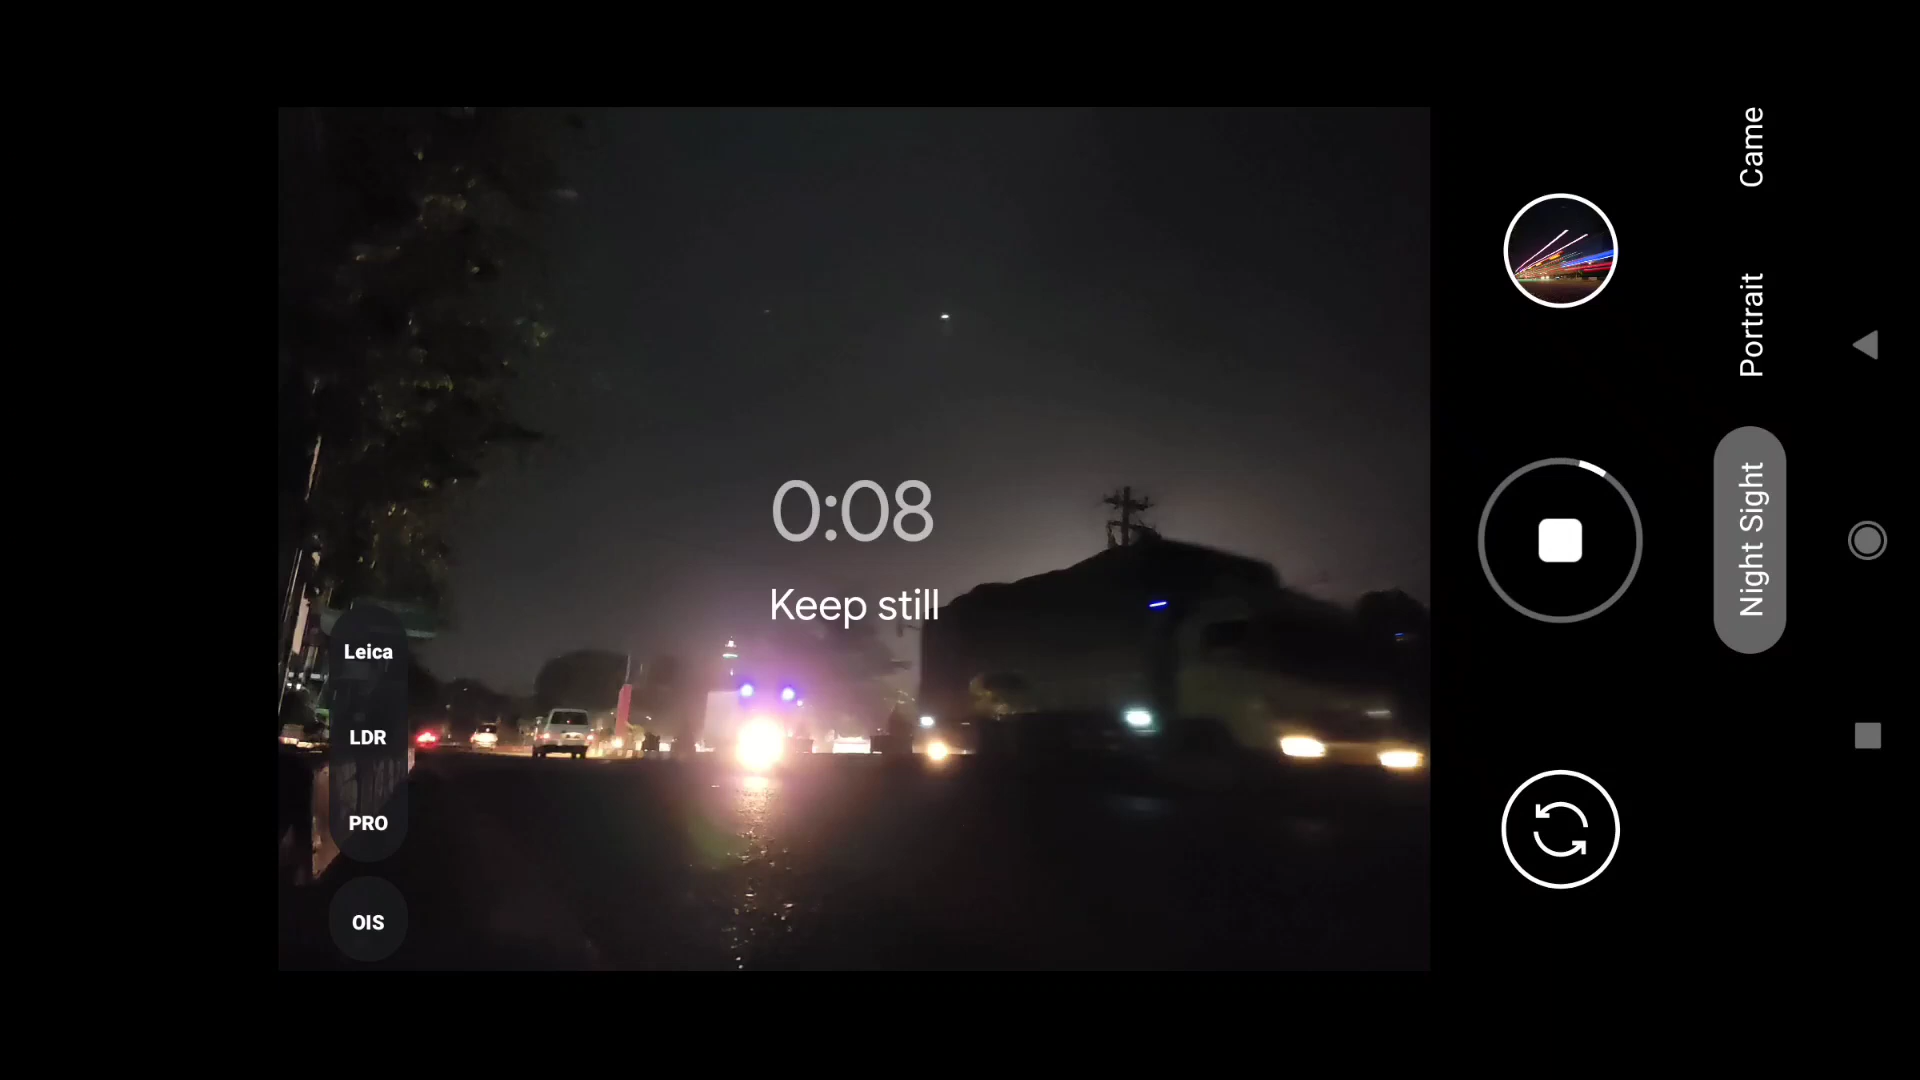 0:08
Keep still
Leica
LDR
PRO
OIS
Came
Portrait
Night Sight